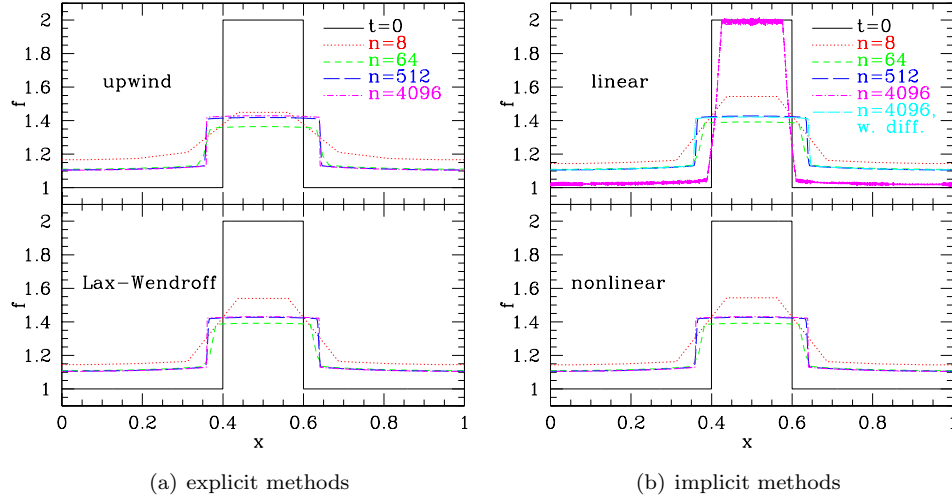 2
1.8
1.6
1.4
1.2
1
f
upwind
t=0
n=8
n=64
n=512
n=4096
2
1.8
1.6
1.4
1.2
1
f
Lax-Wendroff
0
0.2
0.4
0.6
0.8
1
x
(a) explicit methods
2
1.8
1.6
1.4
1.2
1
f
linear
t=0
n=8
n=64
n=512
n=4096
n=4096,
w. diff.
2
1.8
1.6
1.4
1.2
1
f
nonlinear
0
0.2
0.4
0.6
0.8
1
x
(b) implicit methods